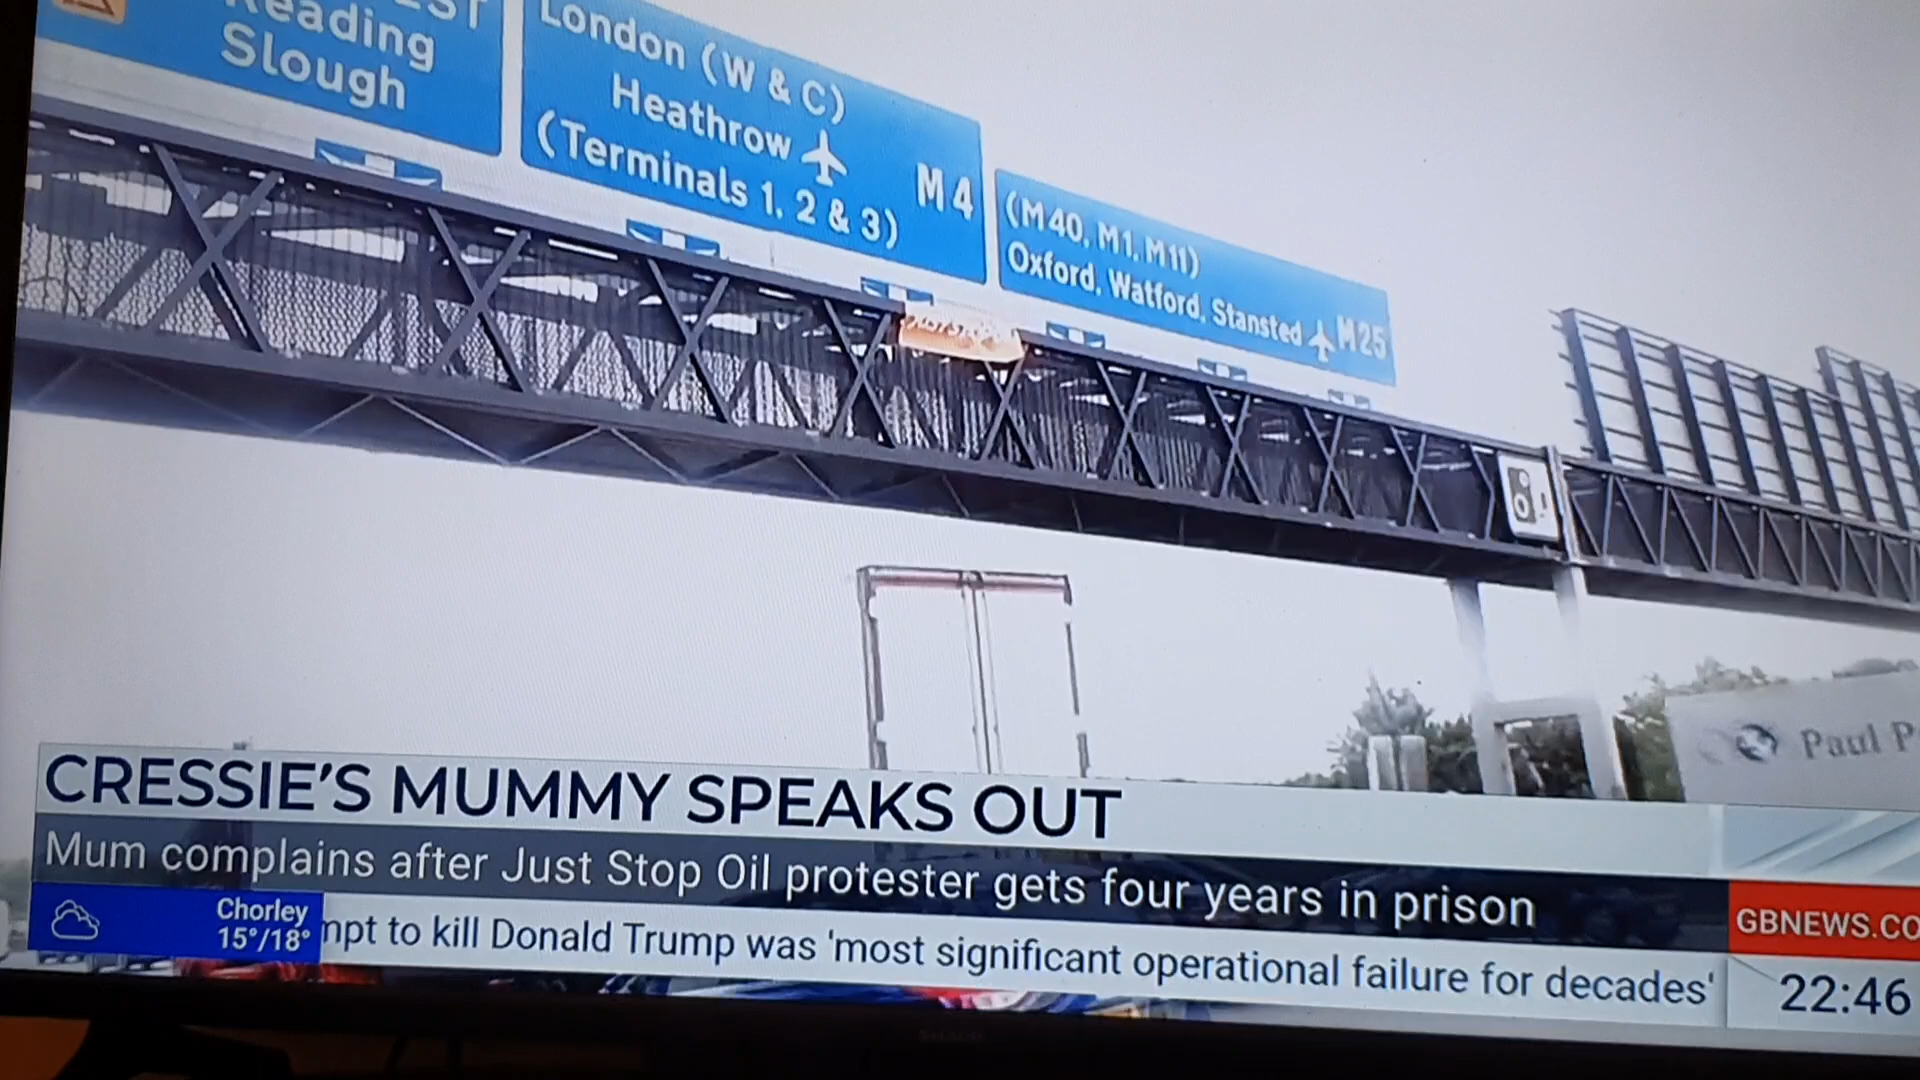 Reading
Slough
London (W & C)
Heathrow
(Terminals 1, 2 & 3)
M4
(M40, M1, M11)
Oxford, Watford, Stansted
M25
Paul P
CRESSIE'S MUMMY SPEAKS OUT
Mum complains after Just Stop Oil protester gets four years in prison
GBNEWS.CO
Chorley
15°/18°
mpt to kill Donald Trump was 'most significant operational failure for decades'
22:46